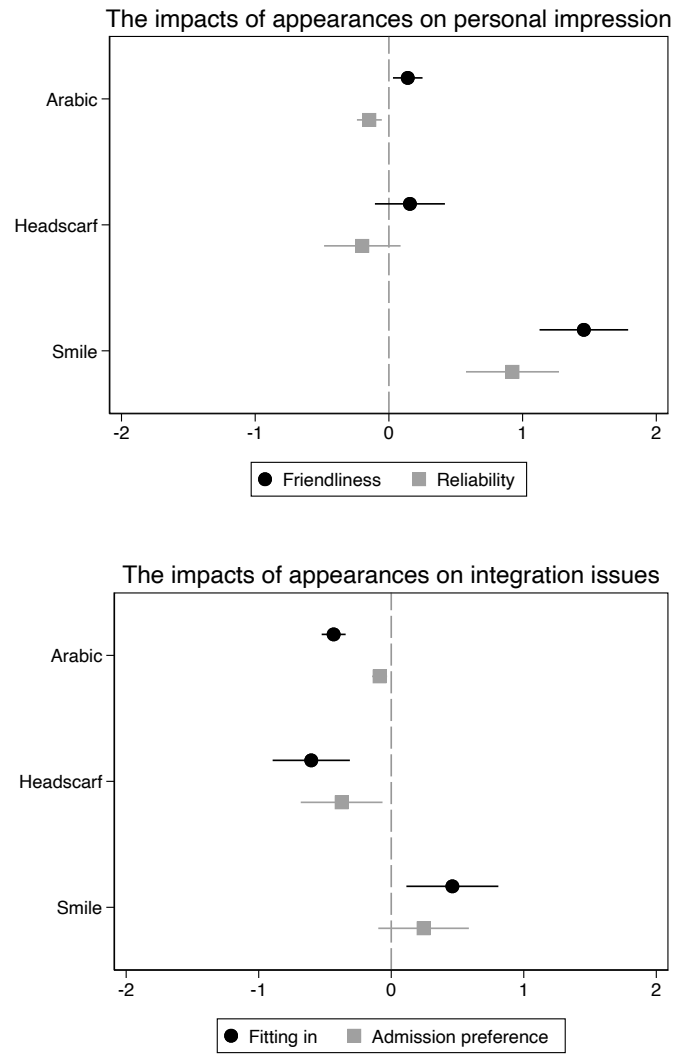 The impacts of appearances on personal impression
Arabic
Headscarf
Smile
-2 -1 0 1 2
Friendliness Reliability
The impacts of appearances on integration issues
Arabic
Headscarf
Smile
-2 -1 0 1 2
Fitting in Admission preference